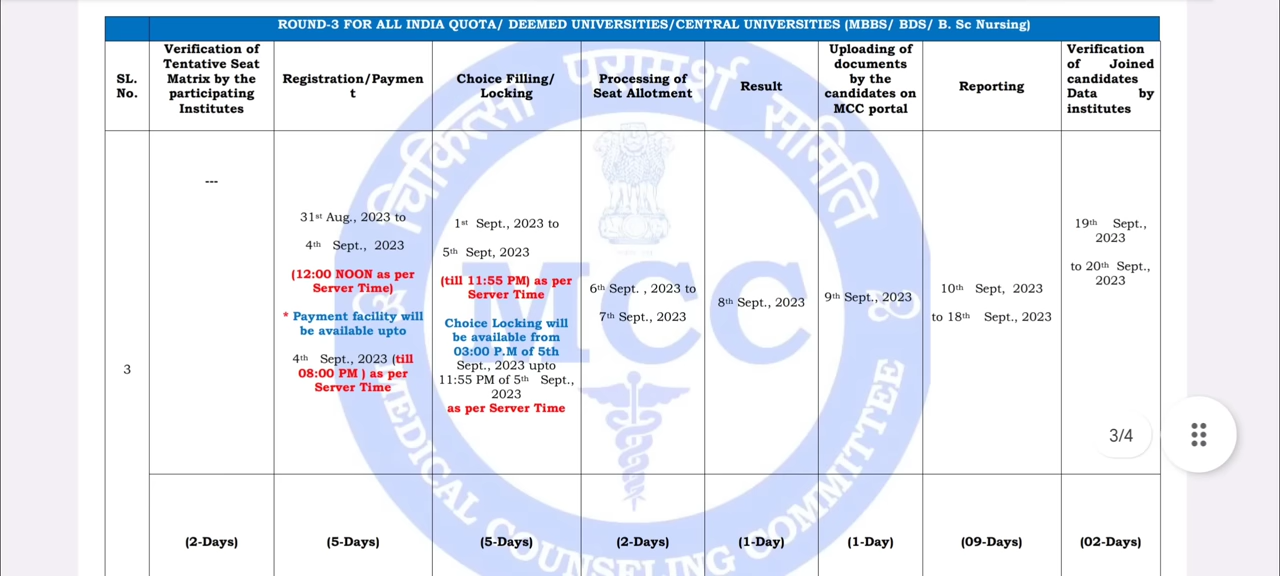 ROUND-3 FOR ALL INDIA QUOTA/ DEEMED UNIVERSITIES/CENTRAL UNIVERSITIES (MBBS/ BDS/ B. Sc Nursing)
SL.
No.
Verification of
Tentative Seat
Matrix by the
participating
Institutes
Registration/Paymen
t
Choice Filling/
Locking
Processing of
Seat Allotment
Result
Uploading of
documents
by the
candidates on
MCC portal
Reporting
Verification
of Joined
candidates
Data by
institutes
3
---
31st Aug., 2023 to
4th Sept., 2023
(12:00 NOON as per
Server Time)
* Payment facility will
be available upto
4th Sept., 2023 (till
08:00 PM ) as per
Server Time
1st Sept., 2023 to
5th Sept, 2023
(till 11:55 PM) as per
Server Time
Choice Locking will
be available from
03:00 P.M of 5th
Sept., 2023 upto
11:55 PM of 5th Sept.,
2023
as per Server Time
6th Sept. , 2023 to
7th Sept., 2023
8th Sept., 2023
9th Sept., 2023
10th Sept, 2023
to 18th Sept., 2023
19th Sept.,
2023
to 20th Sept.,
2023
(2-Days)
(5-Days)
(5-Days)
(2-Days)
(1-Day)
(1-Day)
(09-Days)
(02-Days)
3/4
चिकित्सा परामर्श समिति
MCC
MEDICAL COUNSELING COMMITTEE